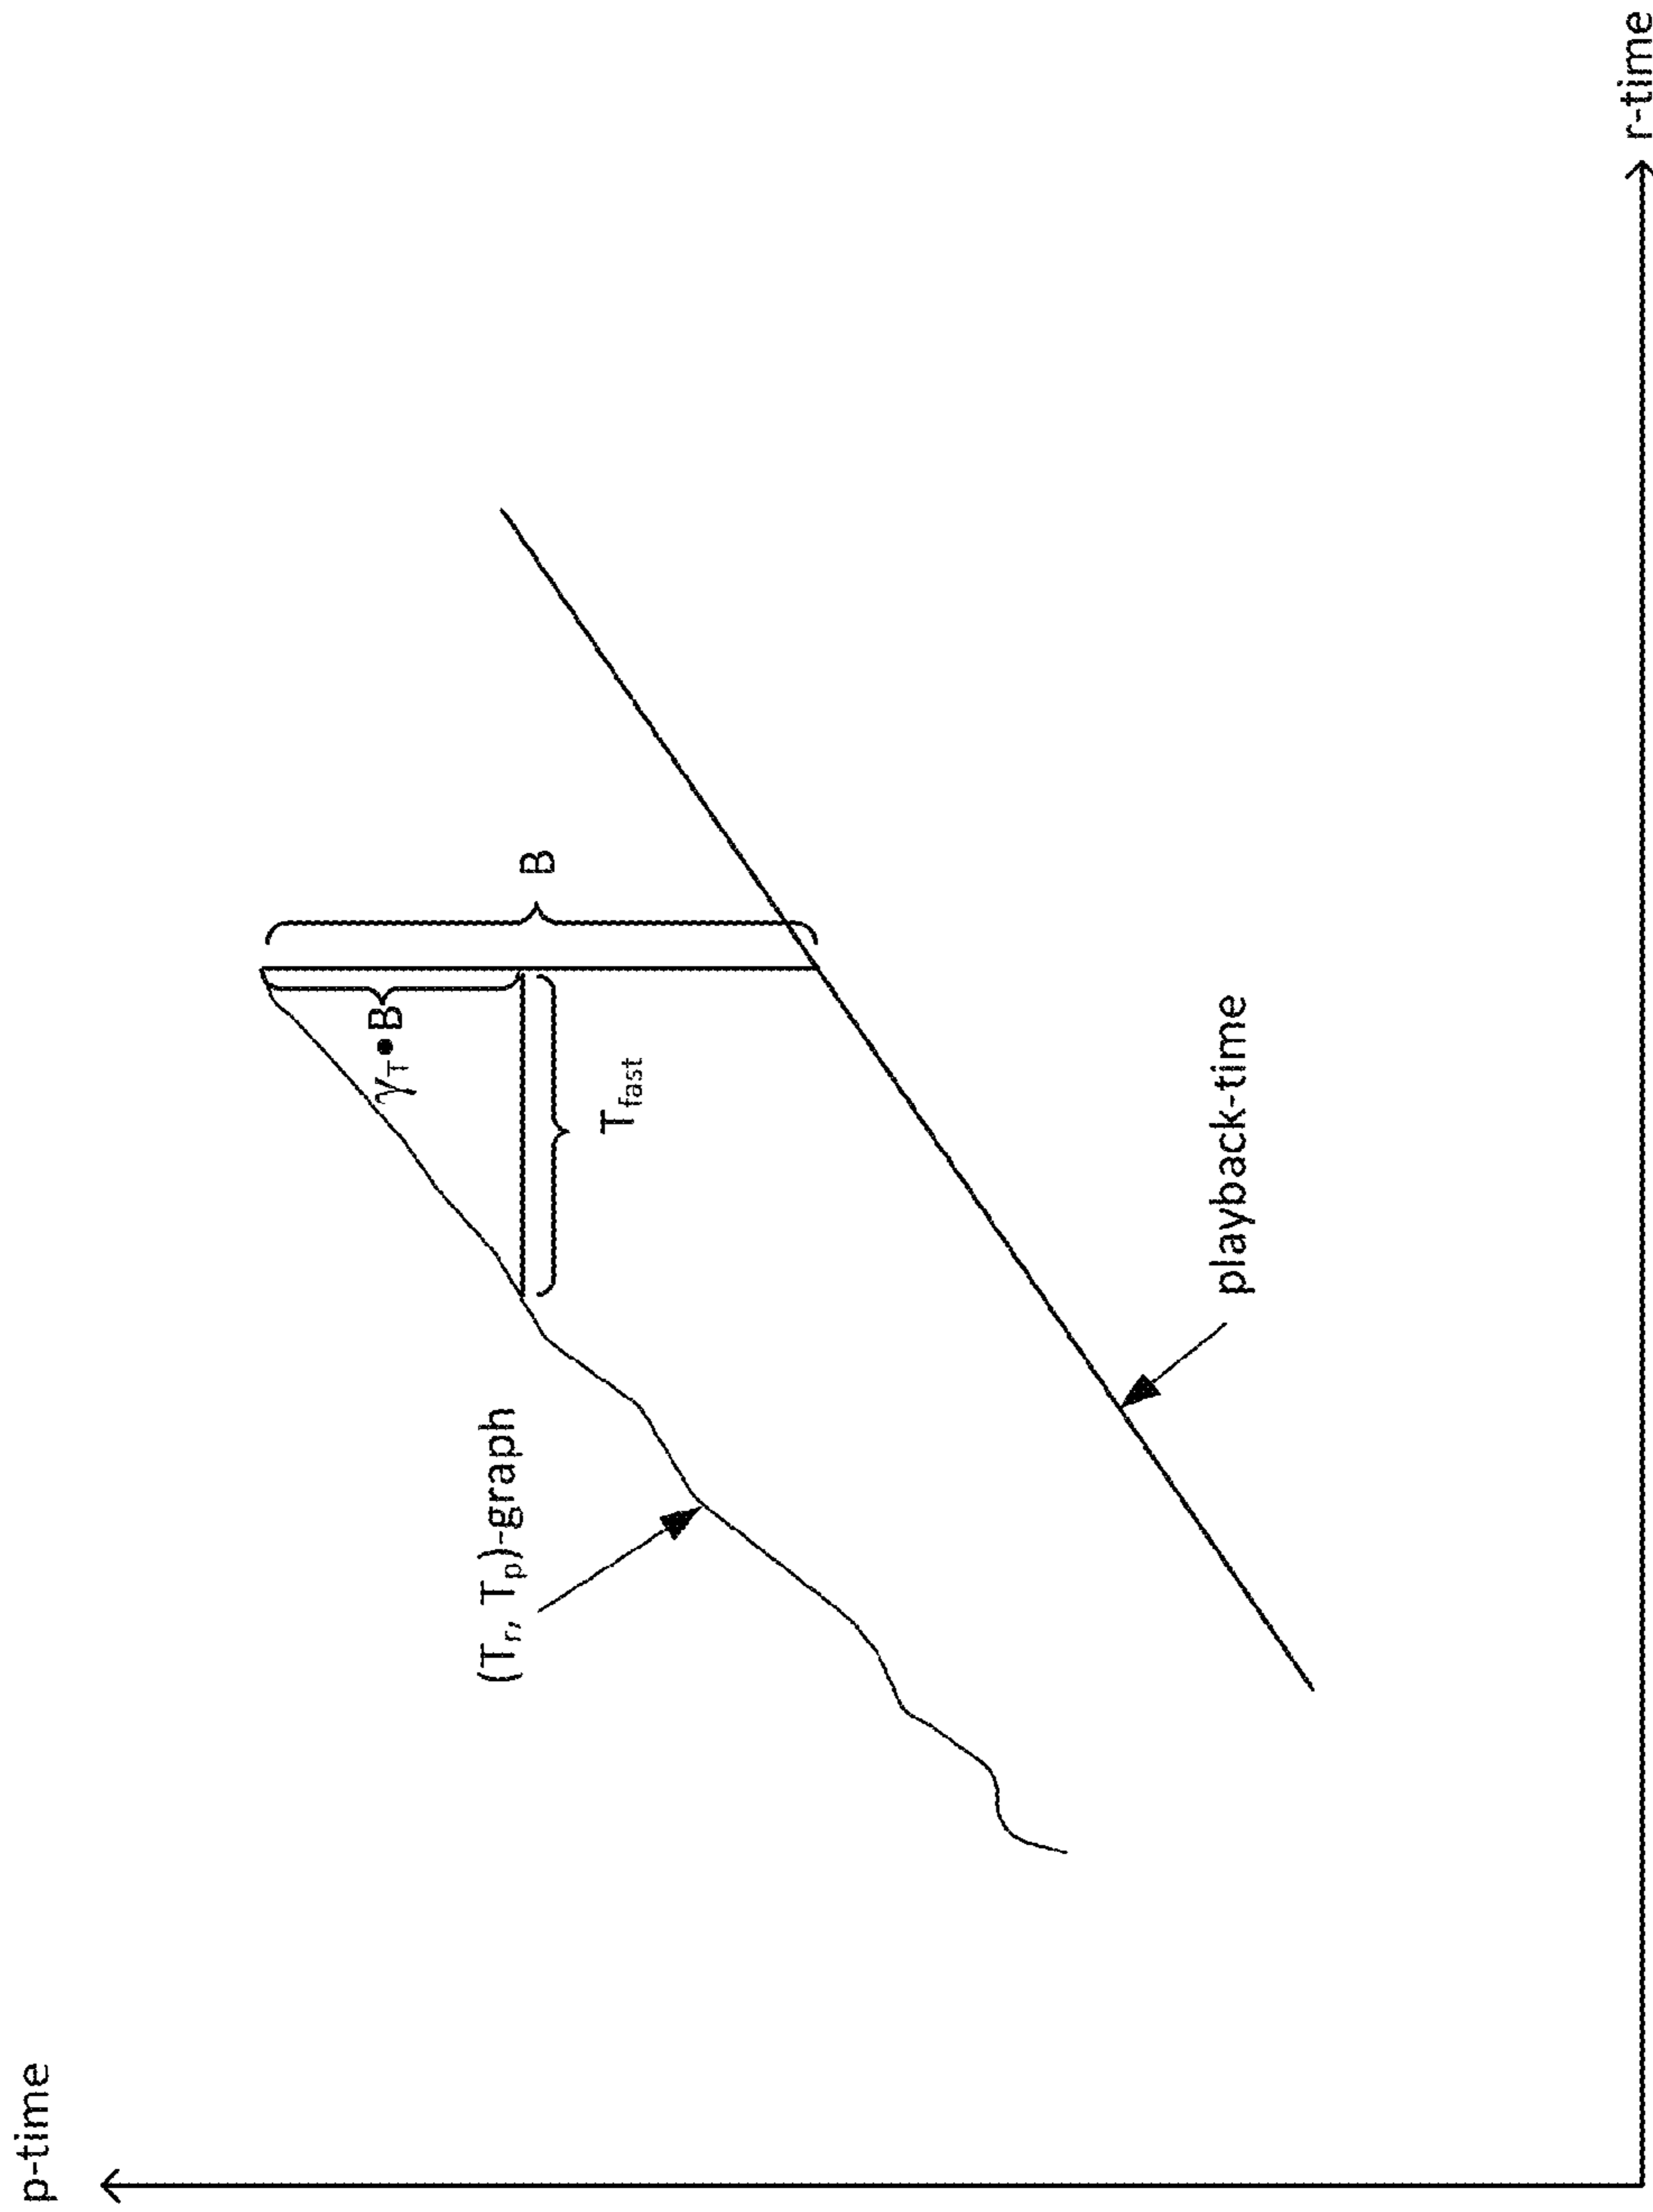 p-time
B
γT•B
Tfast
(Tr, Tp)-graph
playback-time
r-time